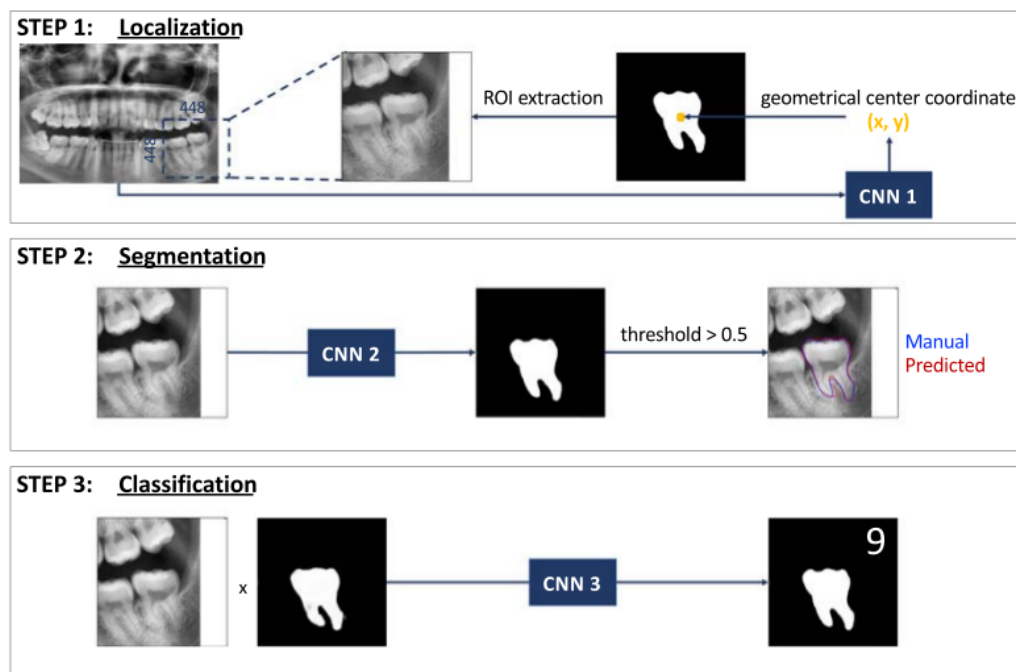 STEP 1: Localization
448
448
ROI extraction
geometrical center coordinate
(x, y)
CNN 1
STEP 2: Segmentation
CNN 2
threshold > 0.5
Manual
Predicted
STEP 3: Classification
x
CNN 3
9